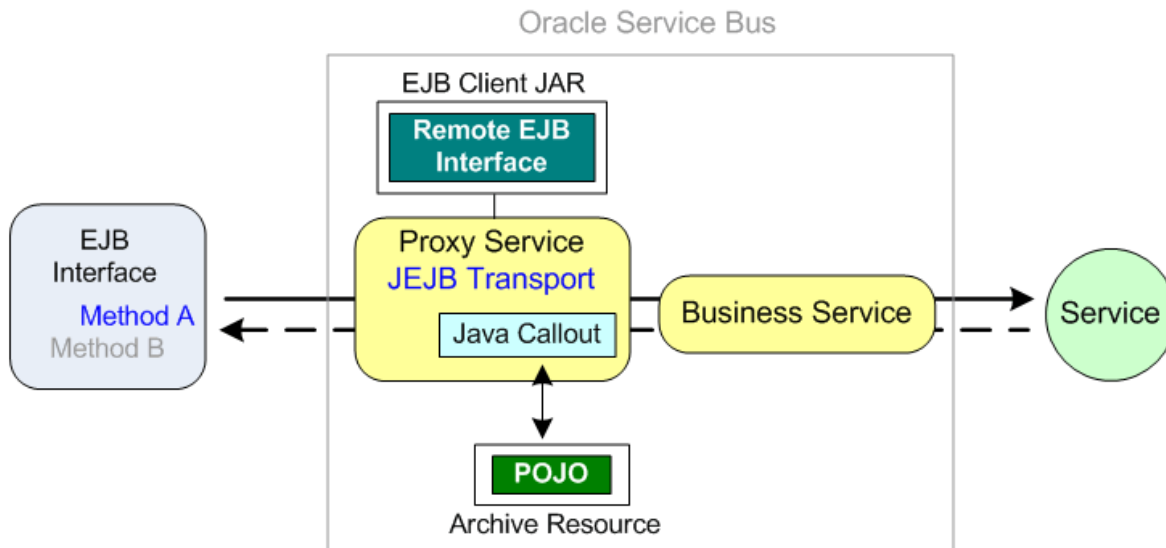 Oracle Service Bus
EJB Client JAR
Remote EJB
Interface
EJB
Interface
Method A
Method B
Proxy Service
JEJB Transport
Java Callout
Business Service
Service
POJO
Archive Resource